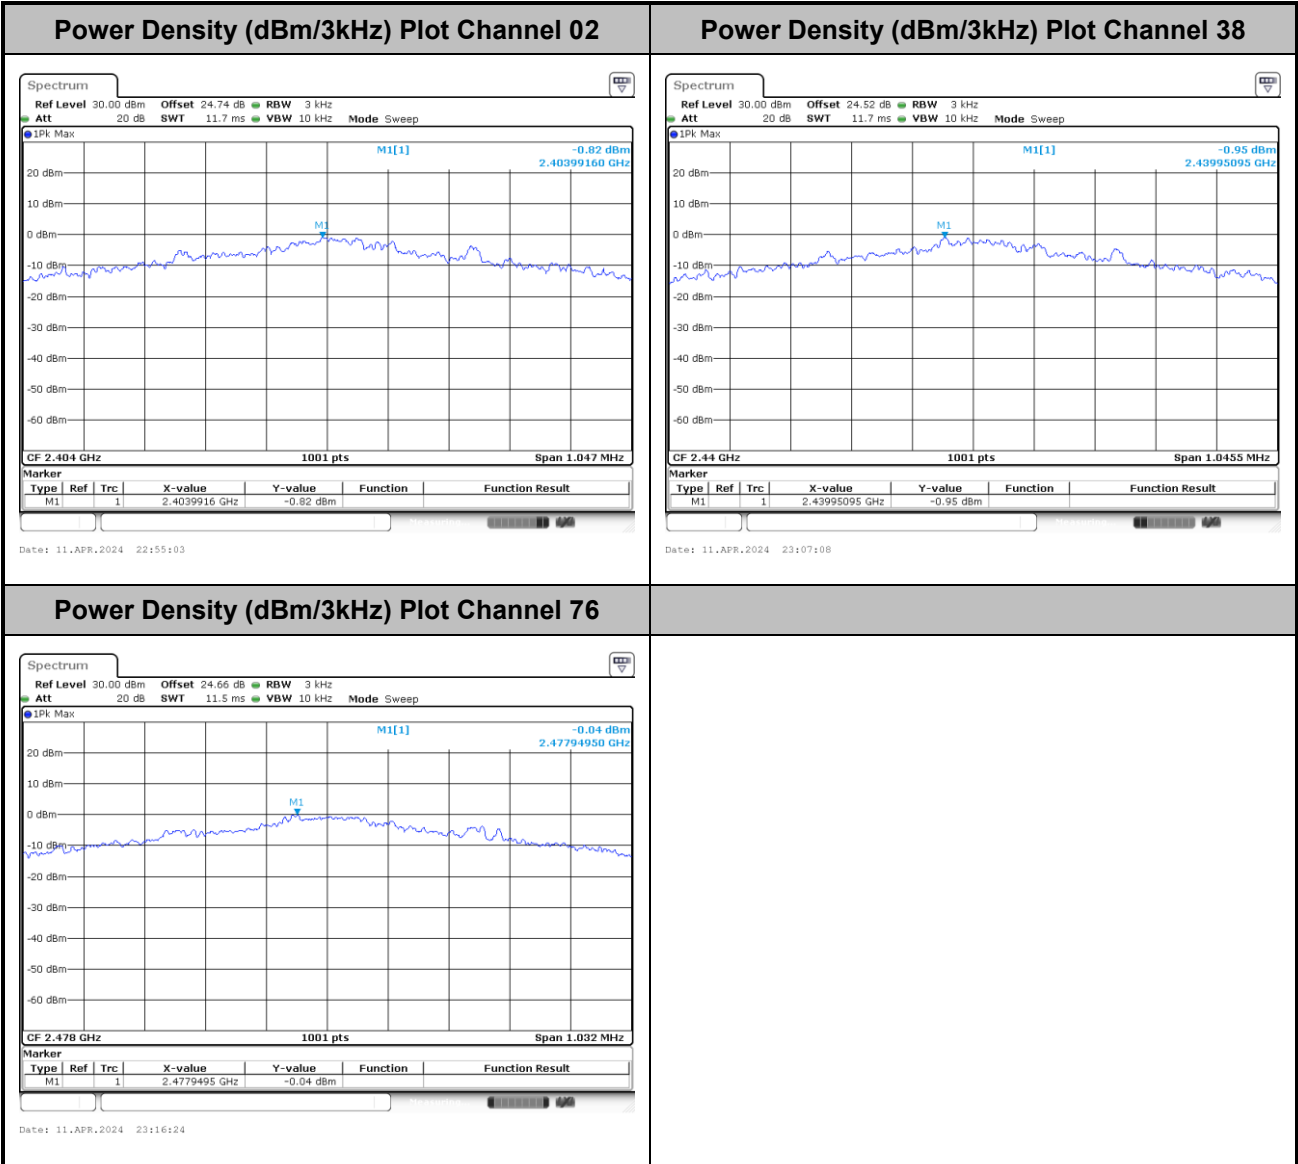 Power Density (dBm/3kHz) Plot Channel 02
Spectrum
Ref Level 30.00 dBm Offset 24.74 dB RBW 3 kHz
Att 20 dB SWT 11.7 ms VBW 10 kHz Mode Sweep
1Pk Max
M1[1] -0.82 dBm
2.40399160 GHz
20 dBm
10 dBm
M1
0 dBm
-10 dBm
-20 dBm
-30 dBm
-40 dBm
-50 dBm
-60 dBm
CF 2.404 GHz 1001 pts Span 1.047 MHz
Marker
Type Ref Trc X-value Y-value Function Function Result
M1 1 2.4039916 GHz -0.82 dBm
Measuring
Date: 11.APR.2024 22:55:03
Power Density (dBm/3kHz) Plot Channel 38
Spectrum
Ref Level 30.00 dBm Offset 24.52 dB RBW 3 kHz
Att 20 dB SWT 11.7 ms VBW 10 kHz Mode Sweep
1Pk Max
M1[1] -0.95 dBm
2.43995095 GHz
20 dBm
10 dBm
M1
0 dBm
-10 dBm
-20 dBm
-30 dBm
-40 dBm
-50 dBm
-60 dBm
CF 2.44 GHz 1001 pts Span 1.0455 MHz
Marker
Type Ref Trc X-value Y-value Function Function Result
M1 1 2.43995095 GHz -0.95 dBm
Measuring
Date: 11.APR.2024 23:07:08
Power Density (dBm/3kHz) Plot Channel 76
Spectrum
Ref Level 30.00 dBm Offset 24.66 dB RBW 3 kHz
Att 20 dB SWT 11.5 ms VBW 10 kHz Mode Sweep
1Pk Max
M1[1] -0.04 dBm
2.47794950 GHz
20 dBm
10 dBm
M1
0 dBm
-10 dBm
-20 dBm
-30 dBm
-40 dBm
-50 dBm
-60 dBm
CF 2.478 GHz 1001 pts Span 1.032 MHz
Marker
Type Ref Trc X-value Y-value Function Function Result
M1 1 2.4779495 GHz -0.04 dBm
Measuring
Date: 11.APR.2024 23:16:24